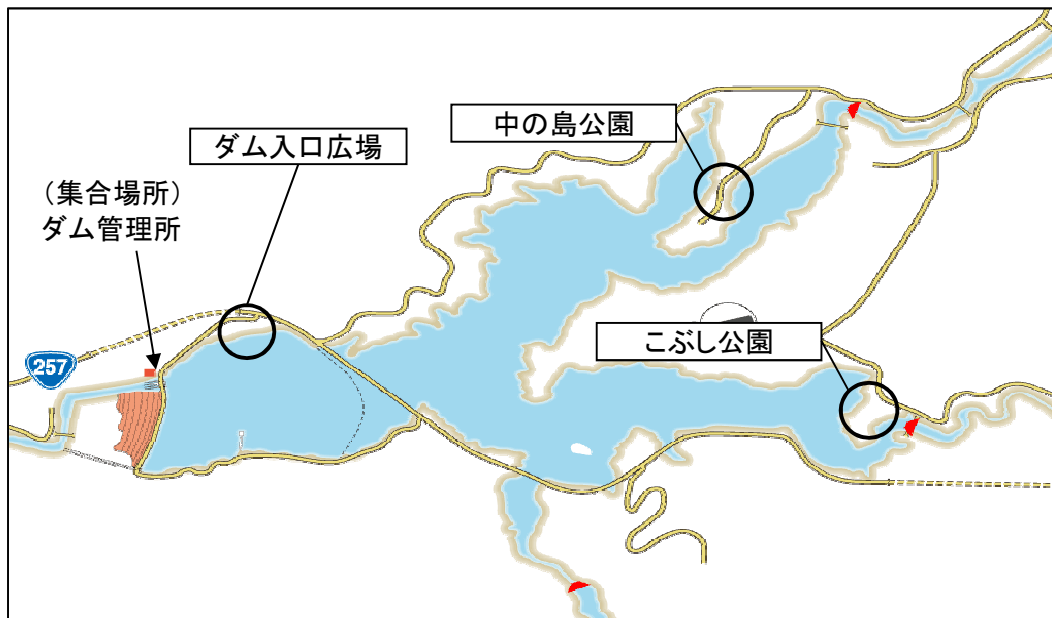 中の島公園
ダム入口広場
（集合場所）
ダム管理所
こぶし公園
257